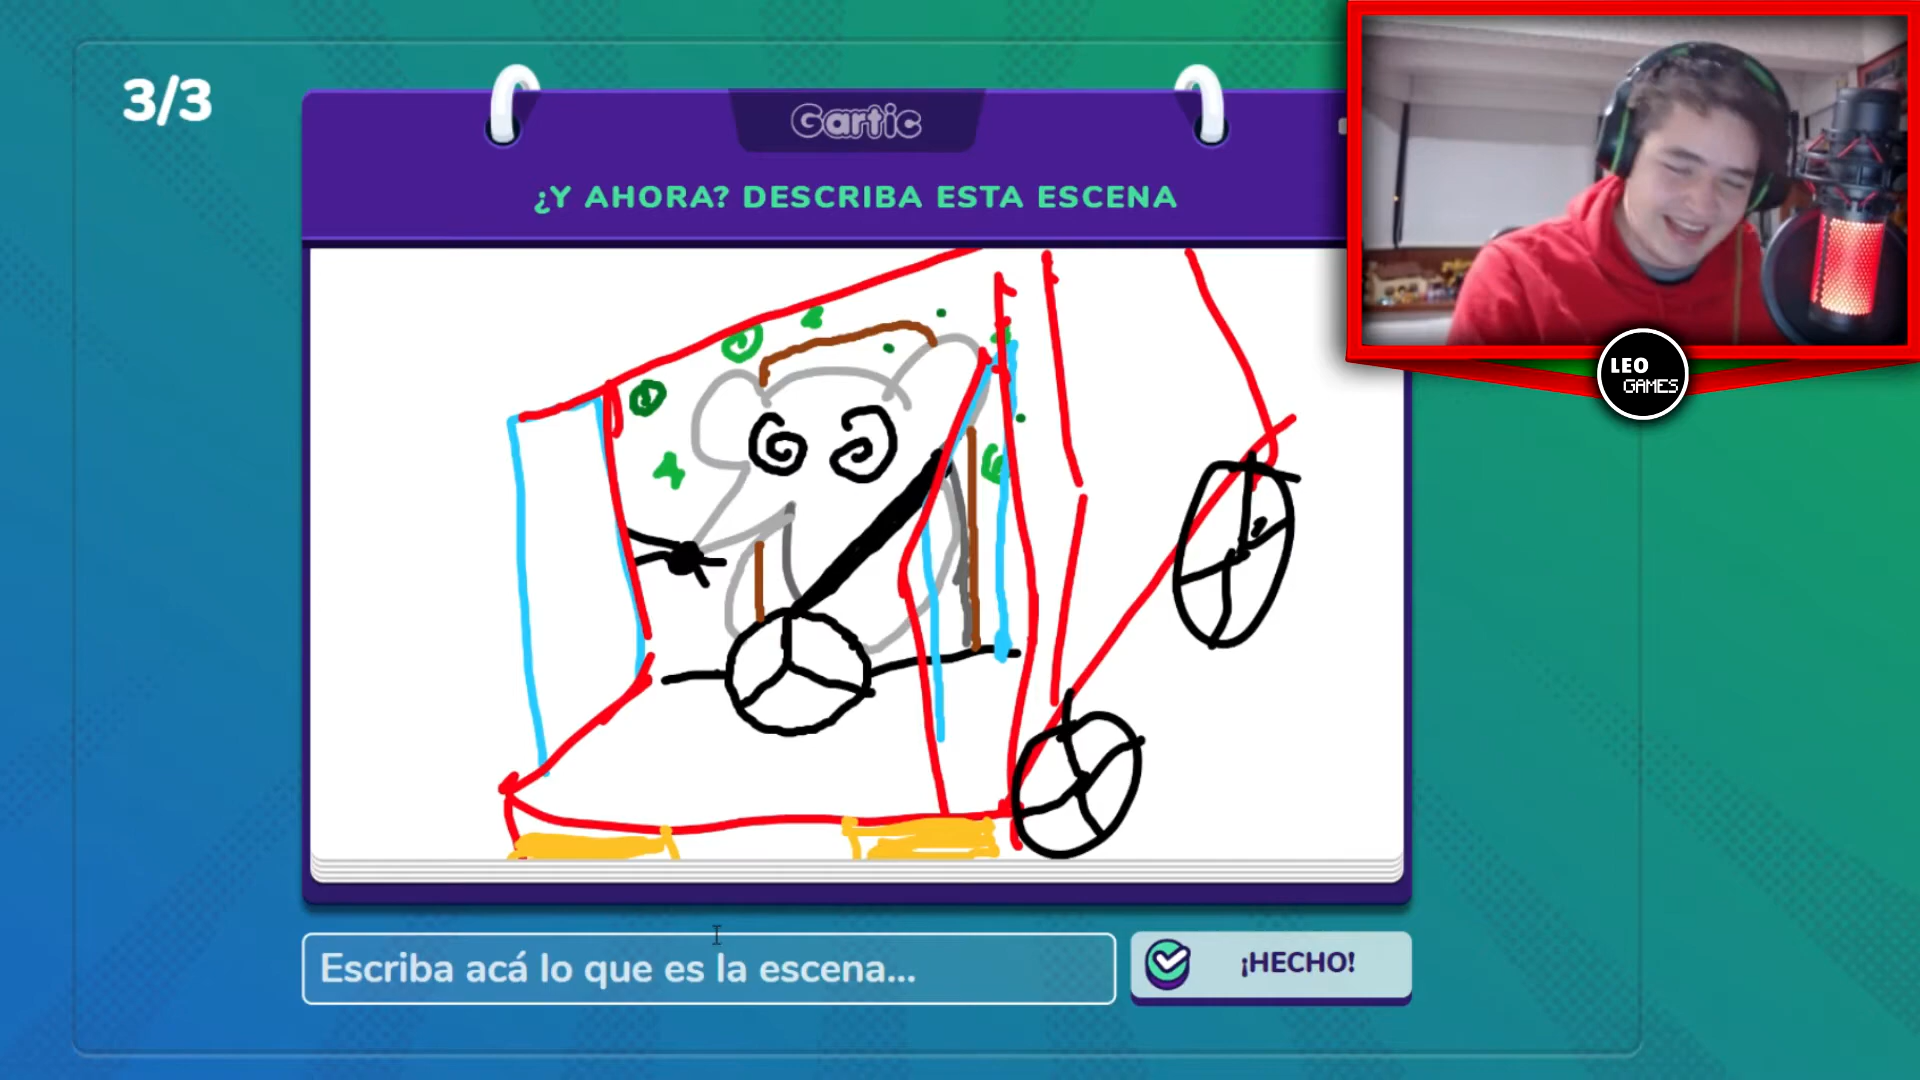 3/3
Gartic
¿Y AHORA? DESCRIBA ESTA ESCENA
LEO
GAMES
Escriba acá lo que es la escena...
¡HECHO!